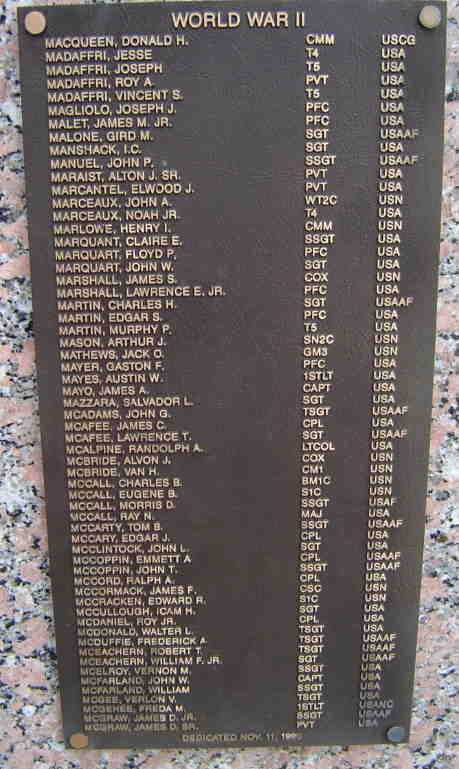 WORLD WAR II
MACQUEEN, DONALD H. CMM USCG
MADAFFRI, JESSE T4 USA
MADAFFRI, JOSEPH T5 USA
MADAFFRI, ROY A. PVT USA
MADAFFRI, VINCENT S. T5 USA
MAGLIOLO, JOSEPH J. PFC USA
MALET, JAMES M. JR. PFC USA
MALONE, GIRD M. SGT USAAF
MANSHACK, I.C. SGT USA
MANUEL, JOHN P. SSGT USAAF
MARAIST, ALTON J. SR. PVT USA
MARCANTEL, ELWOOD J. PVT USA
MARCEAUX, JOHN A. WT2C USN
MARCEAUX, NOAH JR. T4 USA
MARLOWE, HENRY I. CMM USN
MARQUANT, CLAIRE E. SSGT USA
MARQUART, FLOYD P. PFC USA
MARQUART, JOHN W. SGT USA
MARSHALL, JAMES S. COX USN
MARSHALL, LAWRENCE E. JR. PFC USA
MARTIN, CHARLES H. SGT USAAF
MARTIN, EDGAR S. PFC USA
MARTIN, MURPHY P. T5 USA
MASON, ARTHUR J. SN2C USN
MATHEWS, JACK O. GM3 USN
MAYER, GASTON F. PFC USA
MAYES, AUSTIN W. 1STLT USA
MAYO, JAMES A. CAPT USA
MAZZARA, SALVADOR L. SGT USA
MCADAMS, JOHN G. TSGT USAAF
MCAFEE, JAMES C. CPL USA
MCAFEE, LAWRENCE T. SGT USAAF
MCALPINE, RANDOLPH A. LTCOL USA
MCBRIDE, ALVON J. COX USN
MCBRIDE, VAN H. CM1 USN
MCCALL, CHARLES B. BM1C USN
MCCALL, EUGENE B. S1C USN
MCCALL, MORRIS D. SSGT USAF
MCCALL, RAY N. MAJ USA
MCCARTY, TOM B. SSGT USAAF
MCCARY, EDGAR J. CPL USA
MCCLINTOCK, JOHN L. SGT USA
MCCOPPIN, EMMETT A CPL USAAF
MCCOPPIN, JOHN T. SSGT USAAF
MCCORD, RALPH A. CPL USA
MCCORMACK, JAMES F. CSC USN
MCCRACKEN, EDWARD R. S1C USN
MCCULLOUGH, ICAM H. SGT USA
MCDANIEL, ROY JR. CPL USA
MCDONALD, WALTER L. TSGT USA
MCDUFFIE, FREDERICK A TSGT USAAF
MCEACHERN, ROBERT T. TSGT USAAF
MCEACHERN, WILLIAM F. JR. SGT USAAF
MCELROY, VERNON M. SSGT USA
MCFARLAND, JOHN W. CAPT USA
MCFARLAND, WILLIAM SSGT USA
MCGEE, VERLON V. TSGT USA
MCGEHEE, FREDA M. 1STLT USANC
MCGRAW, JAMES D. JR. SSGT USAAF
MCGRAW, JAMES D. SR. PVT USA
DEDICATED NOV. 11,